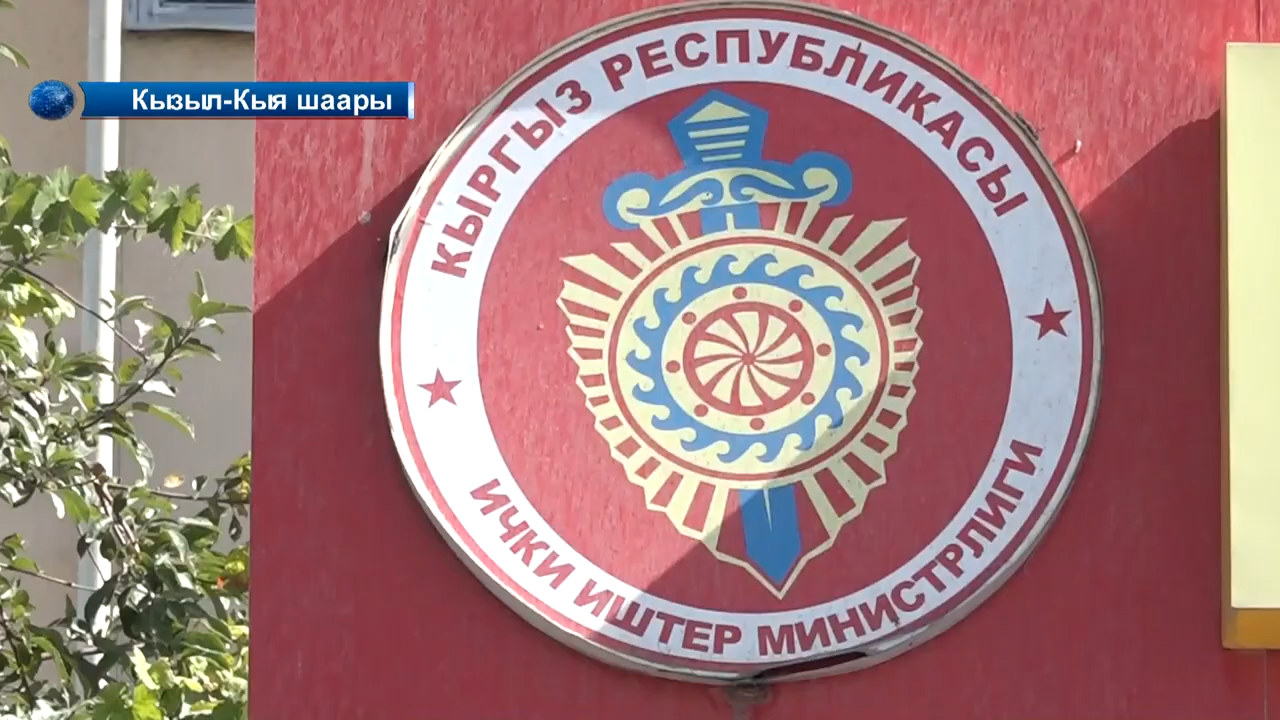 Кызыл-Кыя шаары
КЫРГЫЗ РЕСПУБЛИКАСЫ
ИЧКИ ИШТЕР МИНИСТРЛИГИ